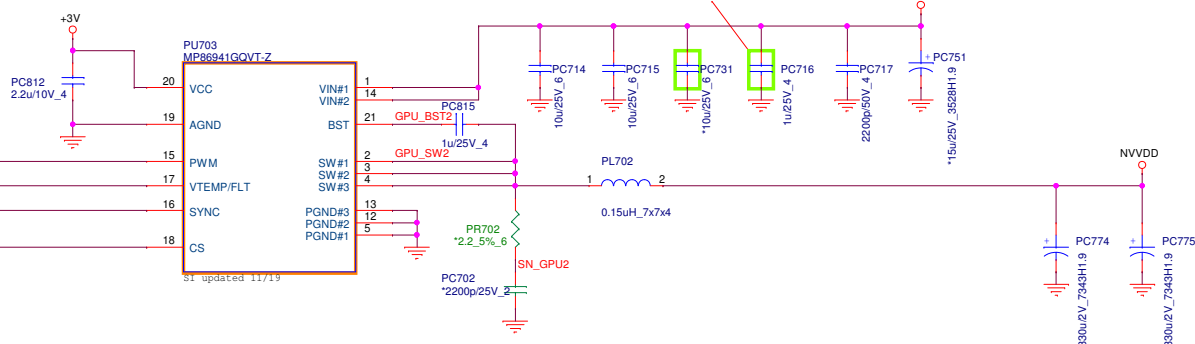 +3V
PU703
MP86941GQVT-Z
PC812
2.2u/10V_4
20
VCC
19
AGND
15
PWM
17
VTEMP/FLT
16
SYNC
18
CS
VIN#1
1
VIN#2
14
BST
21
SW#1
2
SW#2
3
SW#3
4
PGND#3
13
PGND#2
12
PGND#1
5
SI updated 11/19
GPU_BST2
PC815
1u/25V_4
GPU_SW2
PR702
*2.2_5%_6
SN_GPU2
PC702
*2200p/25V_2
PC714
10u/25V_6
PC715
10u/25V_6
PC731
*10u/25V_6
PC716
1u/25V_4
PC717
2200p/50V_4
+
PC751
*15u/25V_3528H1.9
PL702
1
2
0.15uH_7x7x4
NVVDD
+
PC774
330u/2V_7343H1.9
+
PC775
330u/2V_7343H1.9